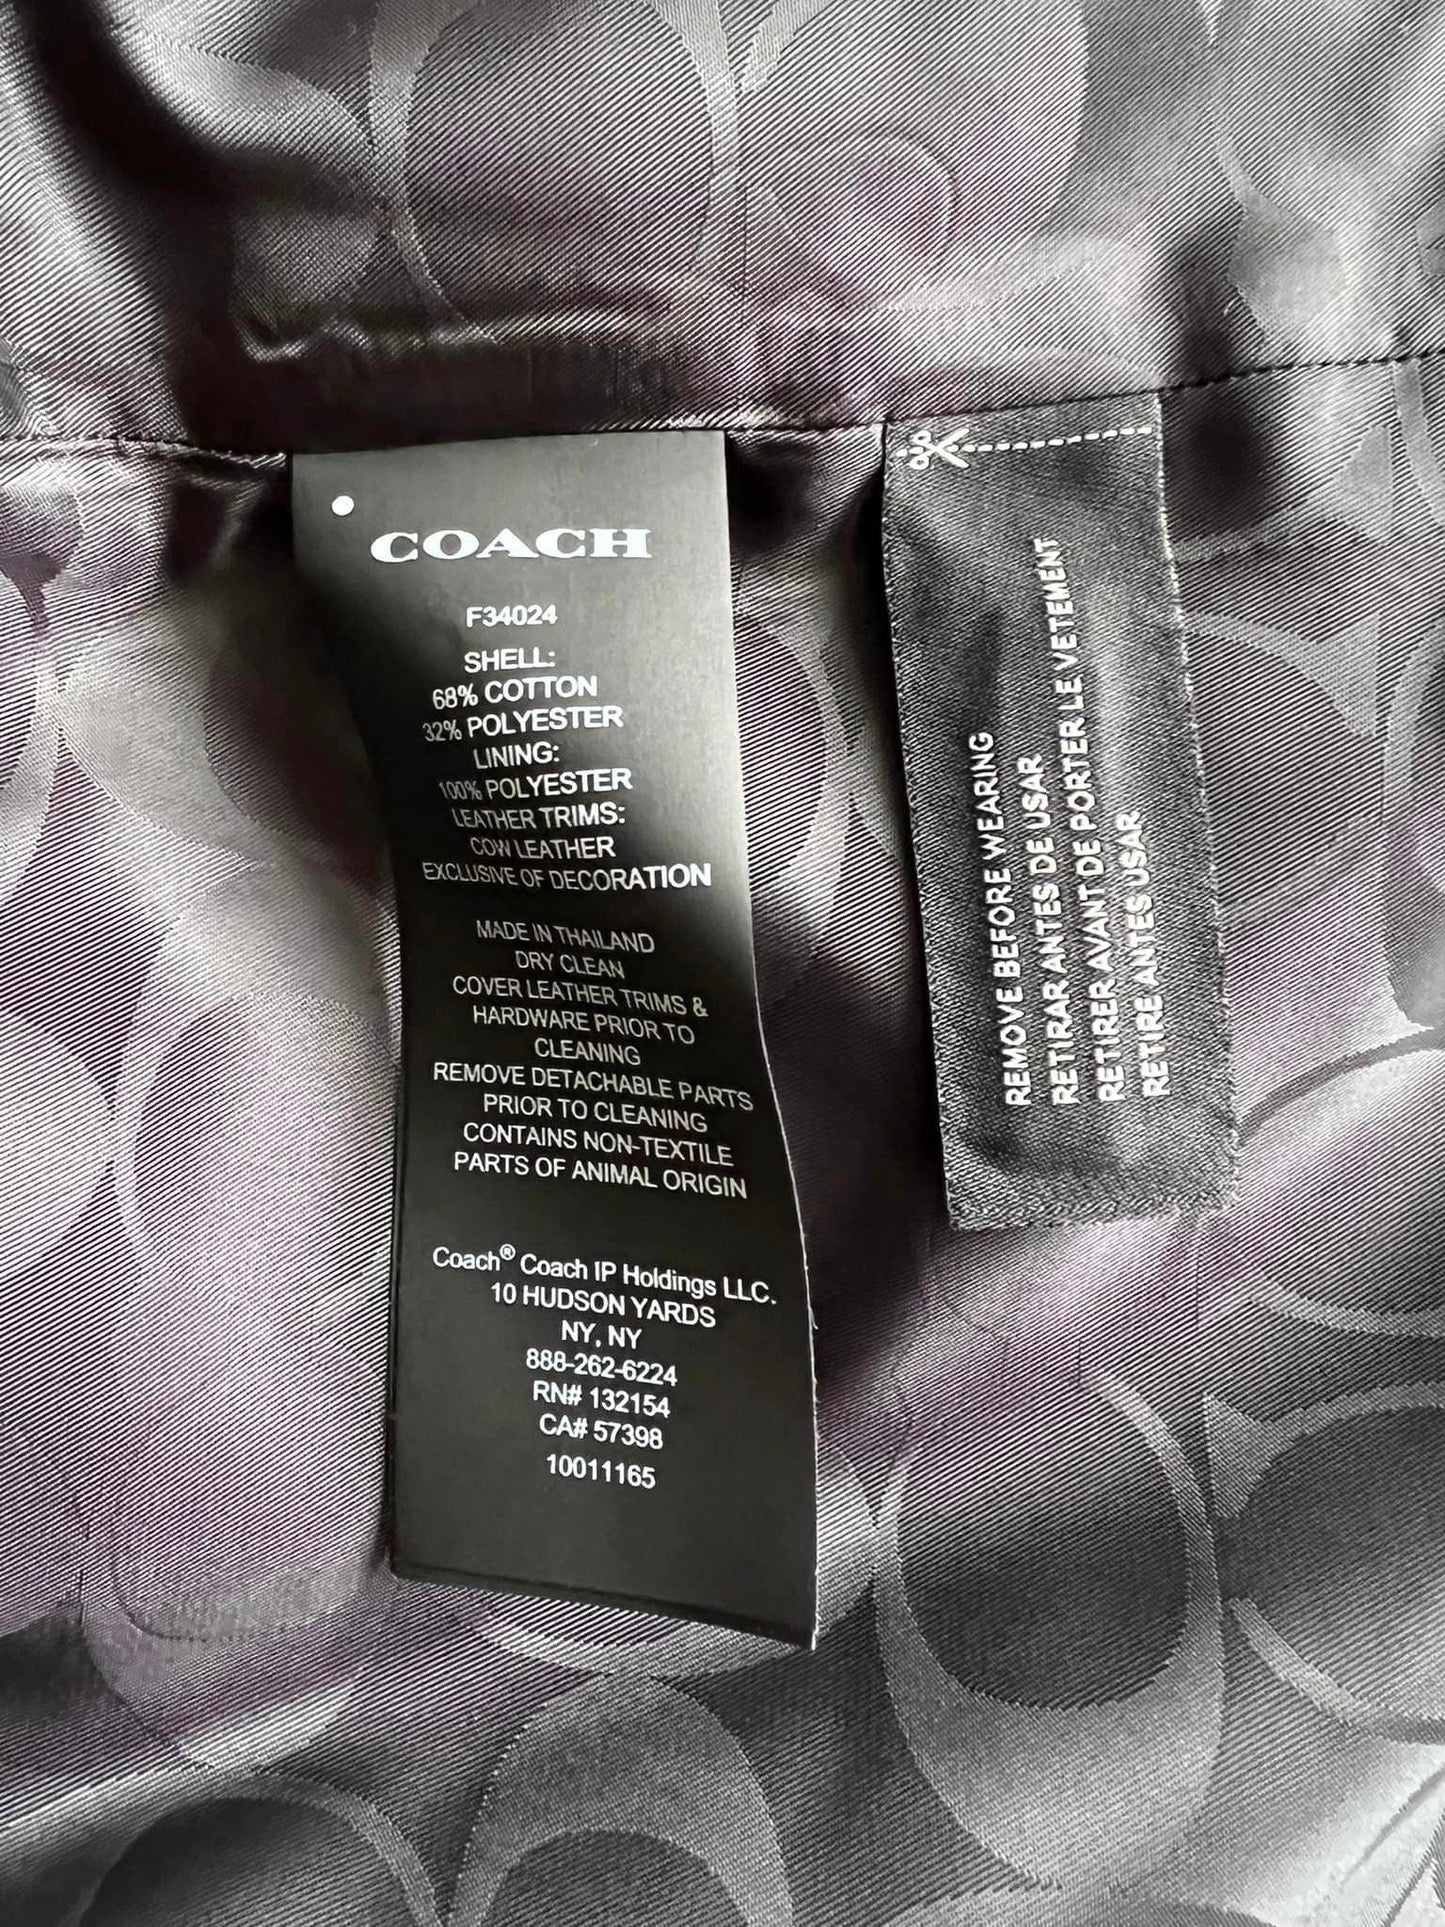 COACH
F34024
SHELL:
68% COTTON
32% POLYESTER
LINING:
100% POLYESTER
LEATHER TRIMS:
COW LEATHER
EXCLUSIVE OF DECORATION
MADE IN THAILAND
DRY CLEAN
COVER LEATHER TRIMS &
HARDWARE PRIOR TO
CLEANING
REMOVE DETACHABLE PARTS
PRIOR TO CLEANING
CONTAINS NON-TEXTILE
PARTS OF ANIMAL ORIGIN
Coach® Coach IP Holdings LLC.
10 HUDSON YARDS
NY, NY
888-262-6224
RN# 132154
CA# 57398
10011165
REMOVE BEFORE WEARING
RETIRAR ANTES DE USAR
RETIRER AVANT DE PORTER LE VETEMENT
RETIRE ANTES USAR